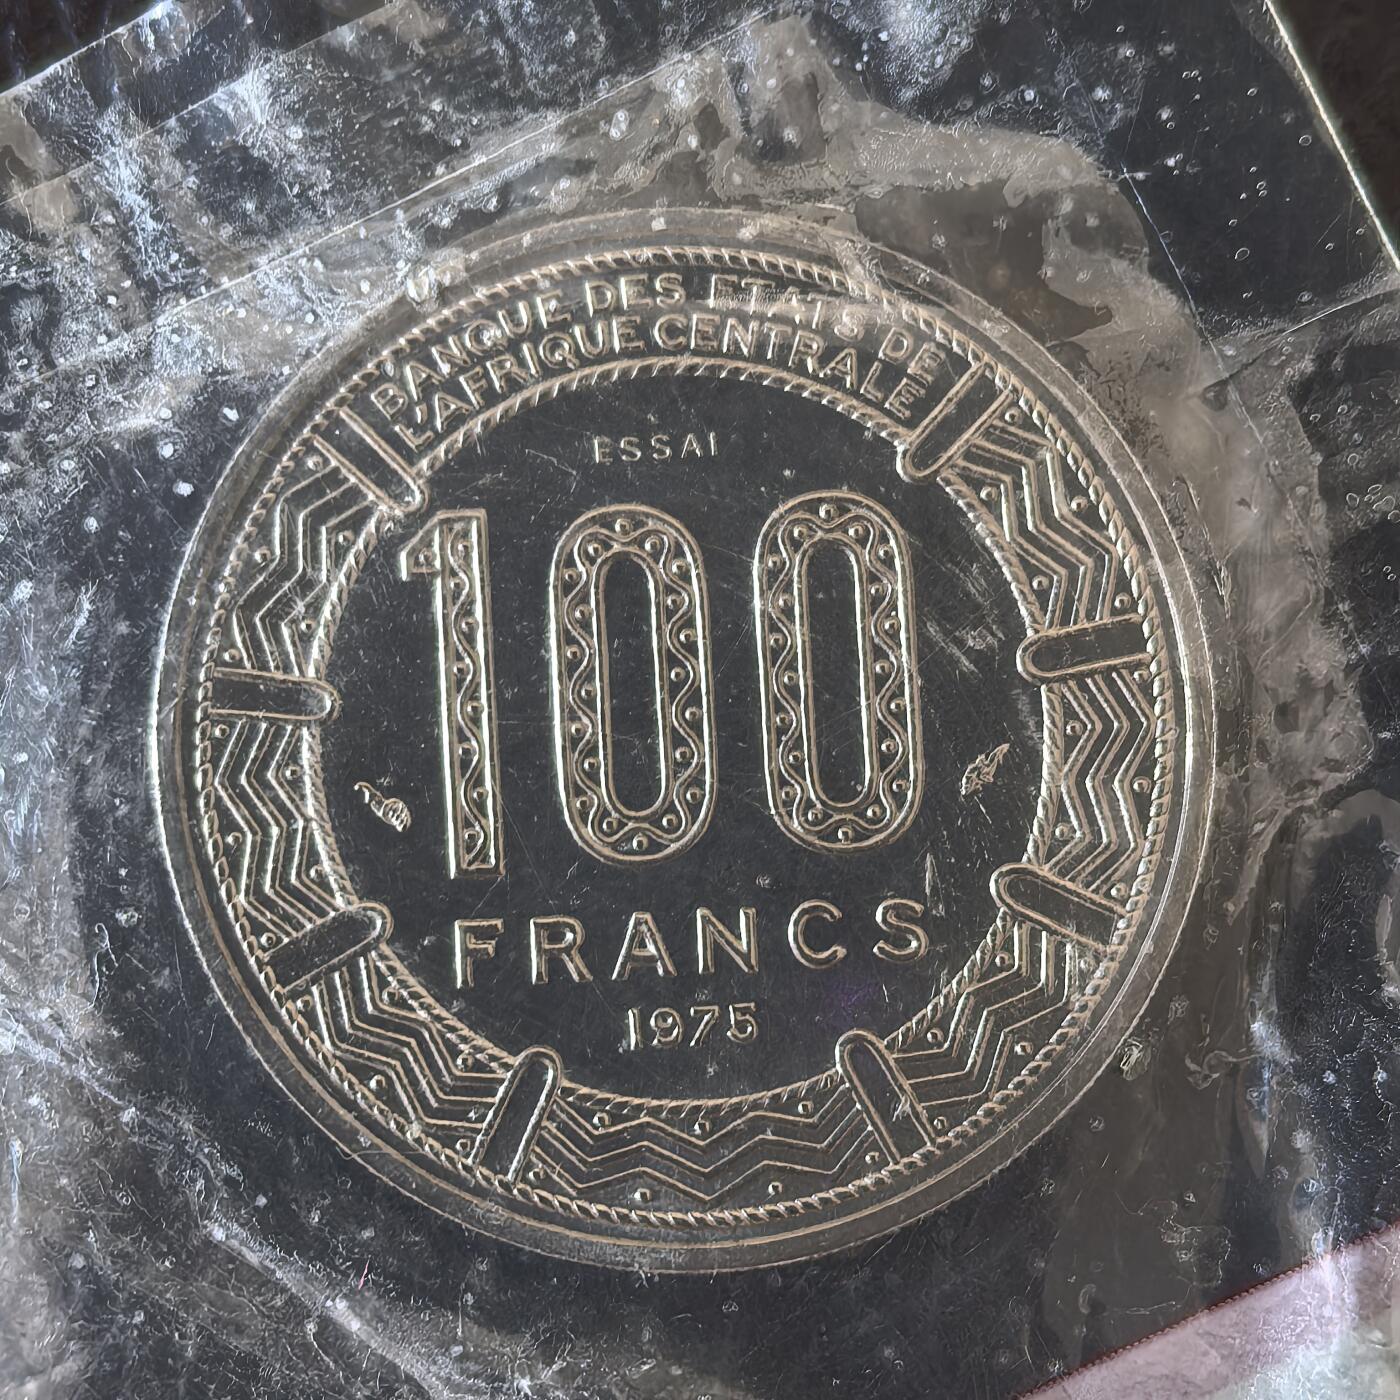 BANQUE DES ETATS DE
L'AFRIQUE CENTRALE
ESSAI
100
FRANCS
1975